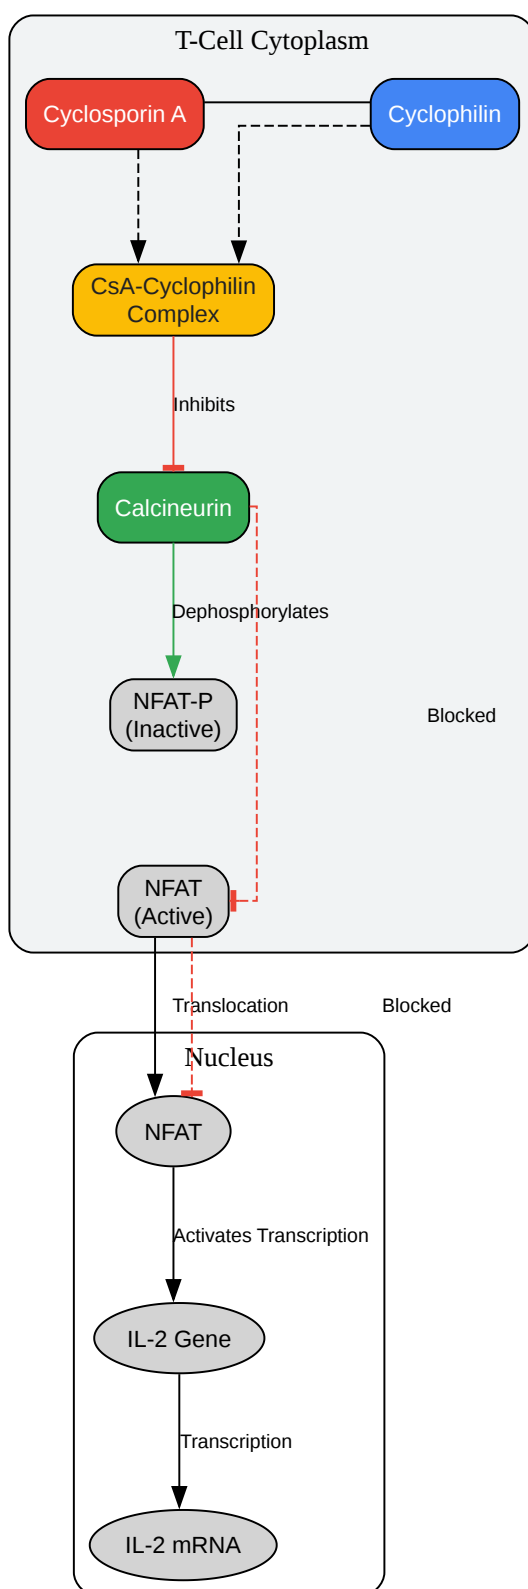 T-Cell Cytoplasm
Cyclosporin A
Cyclophilin
CsA-Cyclophilin
Complex
Inhibits
Calcineurin
Dephosphorylates
NFAT-P
(Inactive)
Blocked
NFAT
(Active)
Translocation
Blocked
Nucleus
NFAT
Activates Transcription
IL-2 Gene
Transcription
IL-2 mRNA